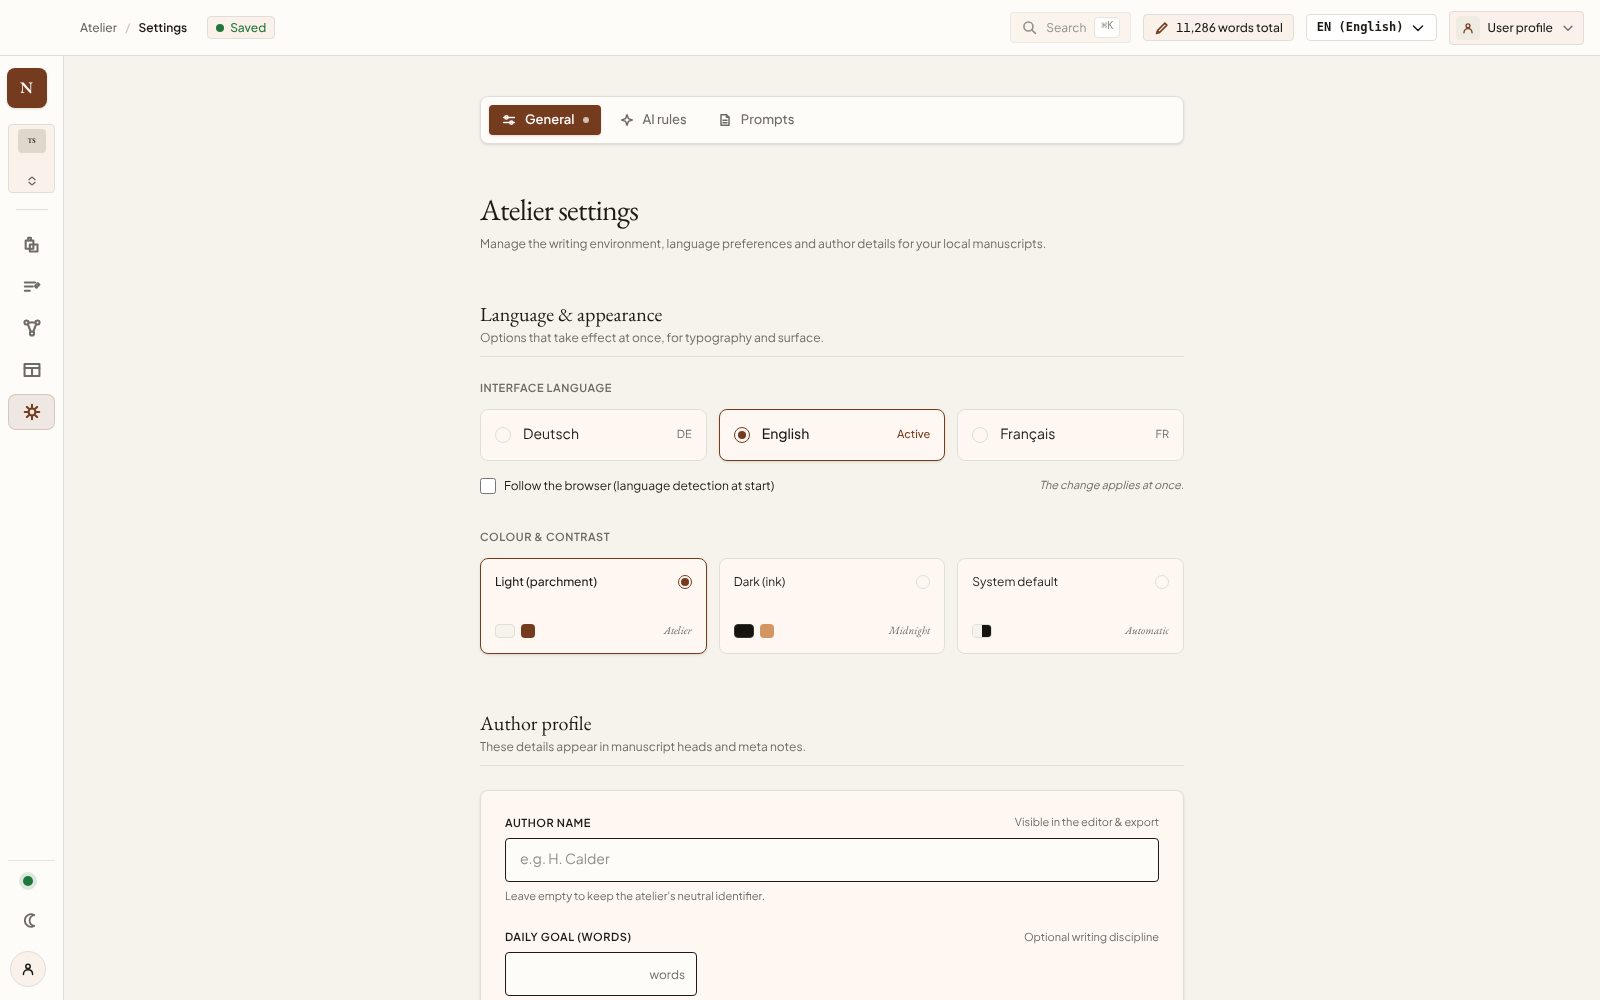 Atelier / Settings
Saved
Search ⌘K
11,286 words total
EN (English)
User profile
N
TS
General
AI rules
Prompts
Atelier settings
Manage the writing environment, language preferences and author details for your local manuscripts.
Language & appearance
Options that take effect at once, for typography and surface.
INTERFACE LANGUAGE
Deutsch DE
English Active
Français FR
Follow the browser (language detection at start)
The change applies at once.
COLOUR & CONTRAST
Light (parchment)
Atelier
Dark (ink)
Midnight
System default
Automatic
Author profile
These details appear in manuscript heads and meta notes.
AUTHOR NAME
Visible in the editor & export
e.g. H. Calder
Leave empty to keep the atelier's neutral identifier.
DAILY GOAL (WORDS)
Optional writing discipline
words